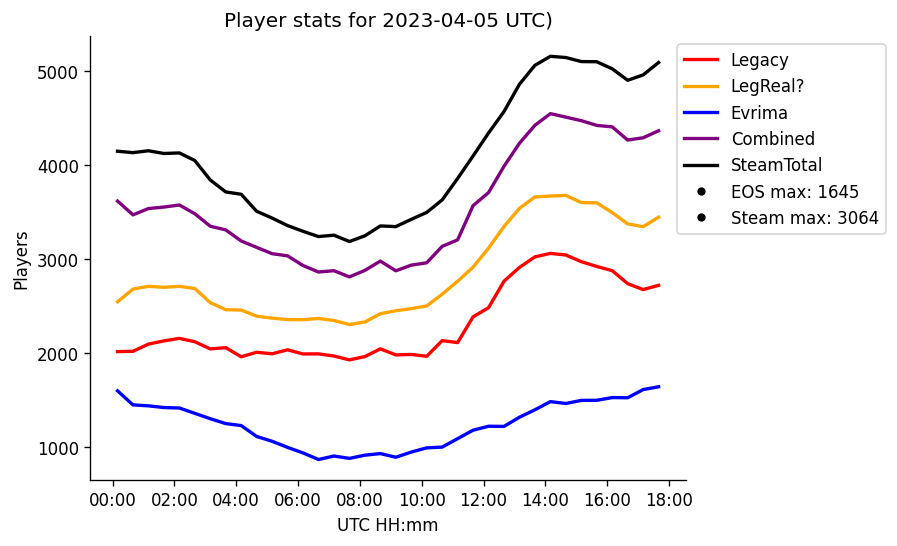 Player stats for 2023-04-05 UTC)
Legacy
LegReal?
Evrima
Combined
SteamTotal
EOS max: 1645
Steam max: 3064
Players
5000
4000
3000
2000
1000
00:00 02:00 04:00 06:00 08:00 10:00 12:00 14:00 16:00 18:00
UTC HH:mm